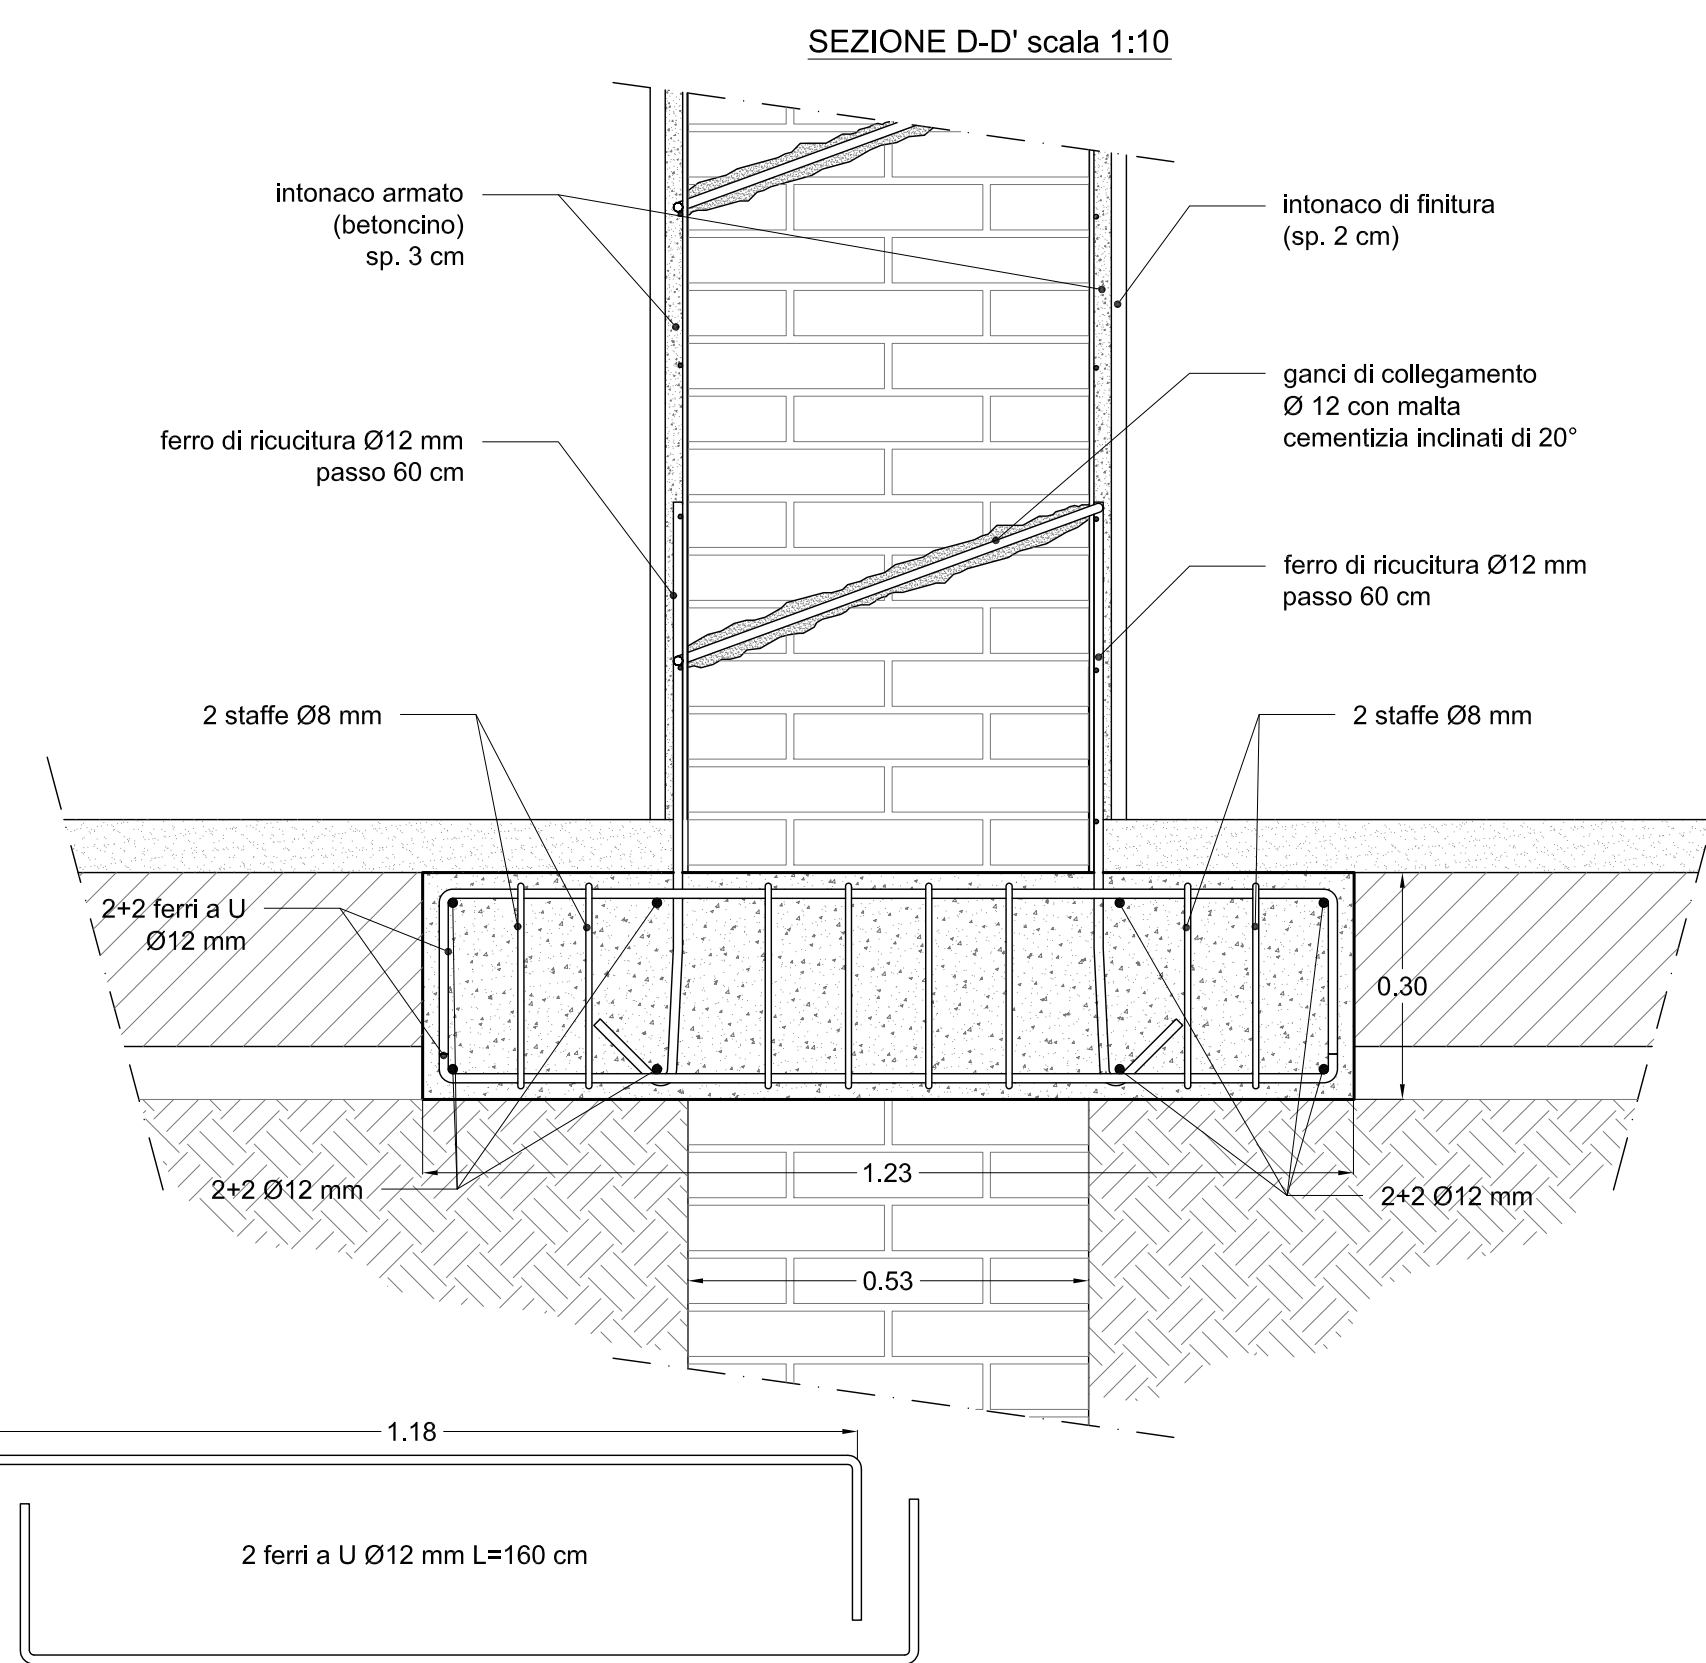 SEZIONE D-D' scala 1:10
intonaco armato
(betoncino)
sp. 3 cm
intonaco di finitura
(sp. 2 cm)
ganci di collegamento
Ø 12 con malta
cementizia inclinati di 20°
ferro di ricucitura Ø12 mm
passo 60 cm
ferro di ricucitura Ø12 mm
passo 60 cm
2 staffe Ø8 mm
2 staffe Ø8 mm
2+2 ferri a U
Ø12 mm
0.30
1.23
2+2 Ø12 mm
2+2 Ø12 mm
0.53
1.18
2 ferri a U Ø12 mm L=160 cm